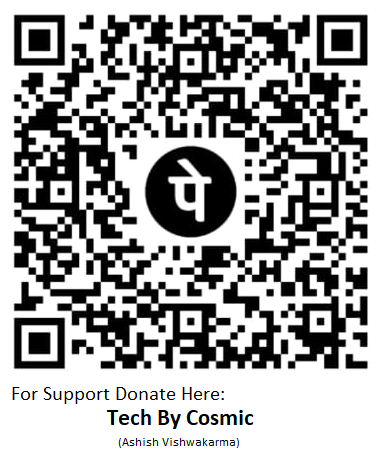 पे
For Support Donate Here:
Tech By Cosmic
(Ashish Vishwakarma)